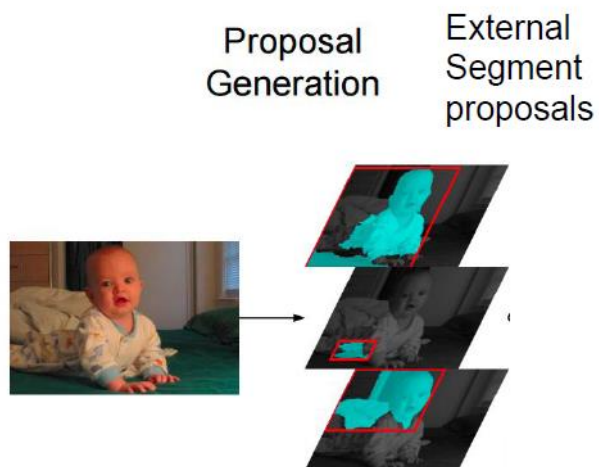 Proposal
Generation
External
Segment
proposals